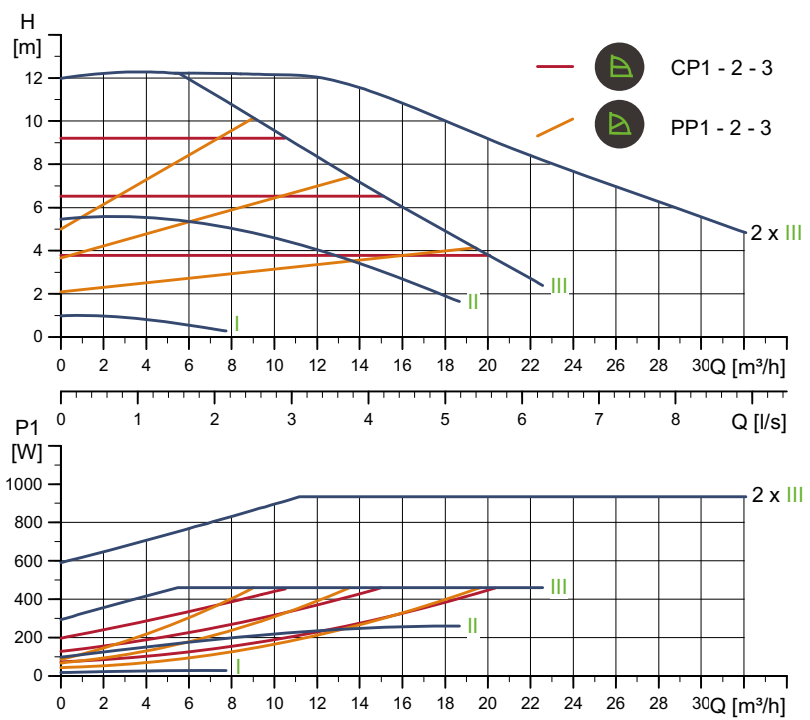 H
[m]
12
10
8
6
4
2
0
CP1 - 2 - 3
PP1 - 2 - 3
2 x III
III
II
I
0 2 4 6 8 10 12 14 16 18 20 22 24 26 28 30 Q [m³/h]
0 1 2 3 4 5 6 7 8 Q [l/s]
P1
[W]
1000
800
600
400
200
0
2 x III
III
II
I
0 2 4 6 8 10 12 14 16 18 20 22 24 26 28 30 Q [m³/h]